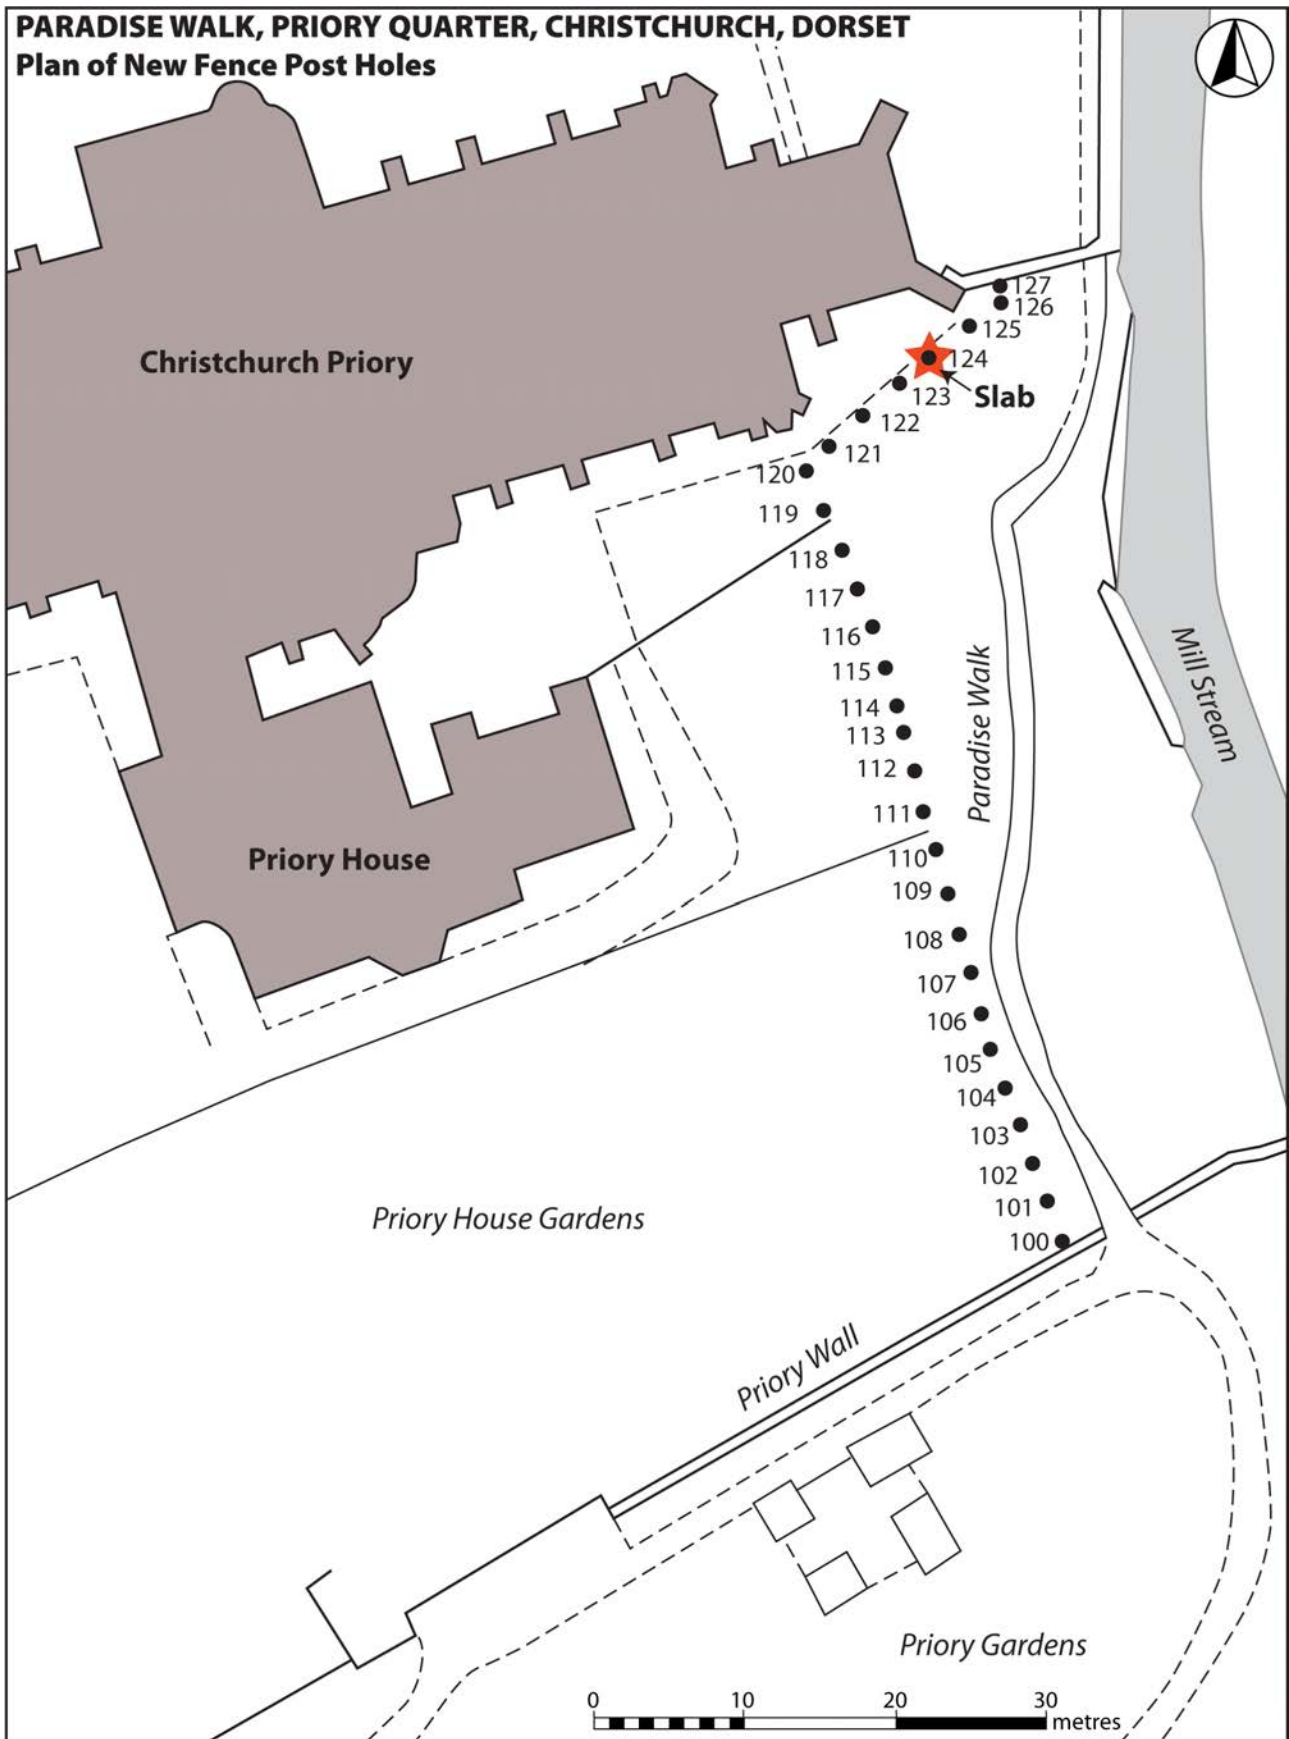 PARADISE WALK, PRIORY QUARTER, CHRISTCHURCH, DORSET
Plan of New Fence Post Holes
127
126
125
Christchurch Priory
124
123
Slab
122
121
120
119
118
117
116
Mill Stream
115
Paradise Walk
114
113
112
111
Priory House
110
109
108
107
106
105
104
103
102
101
Priory House Gardens
100
Priory Wall
Priory Gardens
0 10 20 30
metres